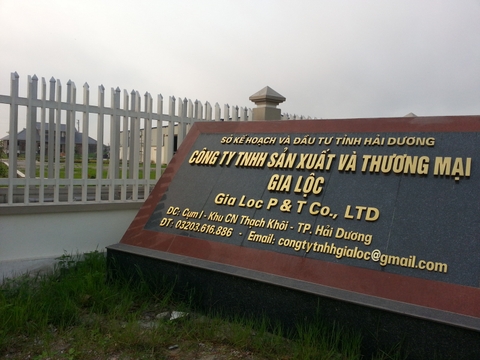 SỞ KẾ HOẠCH VÀ ĐẦU TƯ TỈNH HẢI DƯƠNG
CÔNG TY TNHH SẢN XUẤT VÀ THƯƠNG MẠI
GIA LỘC
Gia Loc P & T Co., LTD
DC: Cụm I - Khu CN Thạch Khôi - TP. Hải Dương
ĐT: 03203.616.886 - Email: congtytnhhgialoc@gmail.com